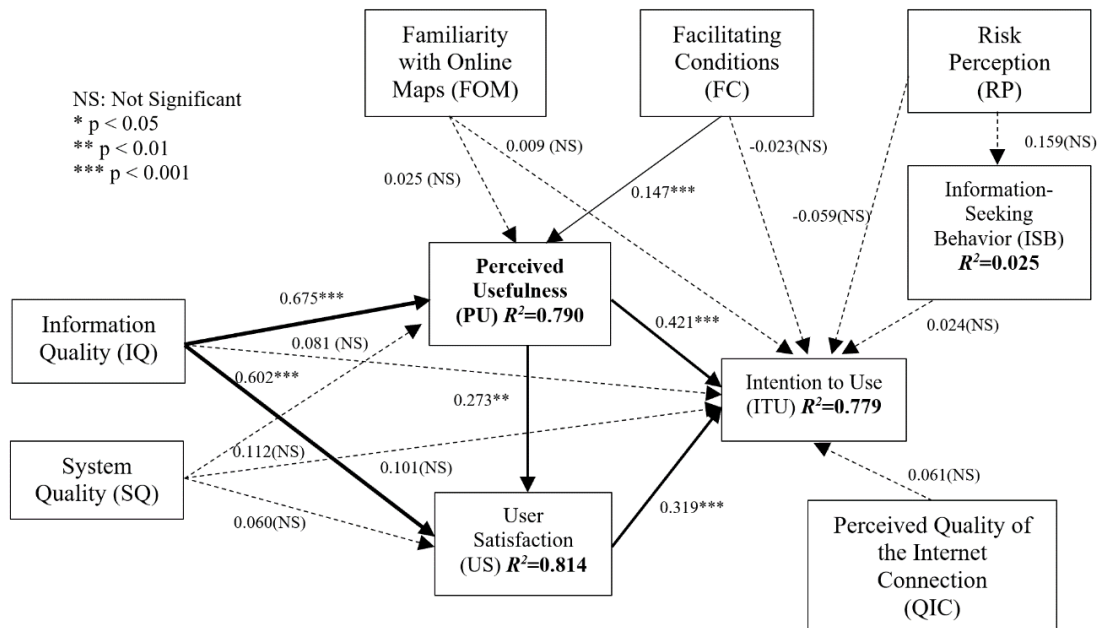 Familiarity
with Online
Maps (FOM)
Facilitating
Conditions
(FC)
Risk
Perception
(RP)
NS: Not Significant
* p < 0.05
** p < 0.01
*** p < 0.001
0.009 (NS)
-0.023(NS)
0.159(NS)
0.025 (NS)
0.147***
-0.059(NS)
Information-
Seeking
Behavior (ISB)
R²=0.025
Perceived
Usefulness
(PU) R²=0.790
Information
Quality (IQ)
0.675***
0.081 (NS)
0.602***
0.421***
0.024(NS)
0.273**
Intention to Use
(ITU) R²=0.779
System
Quality (SQ)
0.112(NS)
0.101(NS)
0.060(NS)
User
Satisfaction
(US) R²=0.814
0.319***
0.061(NS)
Perceived Quality of
the Internet
Connection
(QIC)